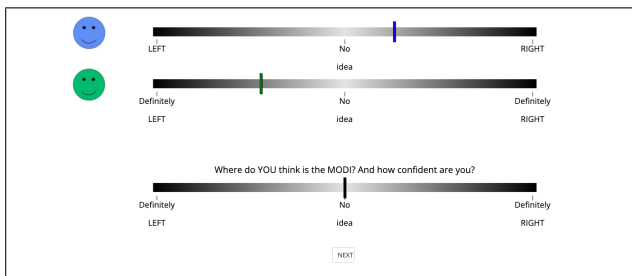 LEFT No RIGHT
idea
Definitely No Definitely
LEFT idea RIGHT
Where do YOU think is the MODI? And how confident are you?
Definitely No Definitely
LEFT idea RIGHT
NEXT